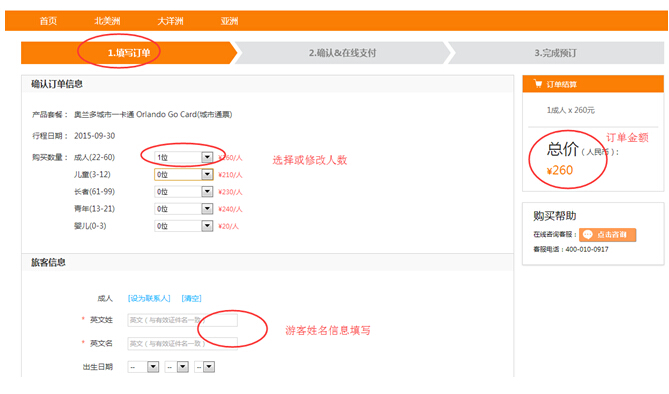 首页 北美洲 大洋洲 亚洲
1.填写订单 2.确认&在线支付 3.完成预订
确认订单信息
产品套餐： 奥兰多城市一卡通 Orlando Go Card(城市通票)
行程日期： 2015-09-30
购买数量： 成人(22-60) 1位 ¥260/人
选择或修改人数
儿童(3-12) 0位 ¥210/人
长者(61-99) 0位 ¥230/人
青年(13-21) 0位 ¥240/人
婴儿(0-3) 0位 ¥20/人
旅客信息
成人 [设为联系人] [清空]
* 英文姓 英文（与有效证件名一致）
游客姓名信息填写
* 英文名 英文（与有效证件名一致）
出生日期 -- -- --
订单结算
1成人 x 260元
订单金额
总价（人民币）：
¥260
购买帮助
在线咨询客服： 点击咨询
客服电话：400-010-0917